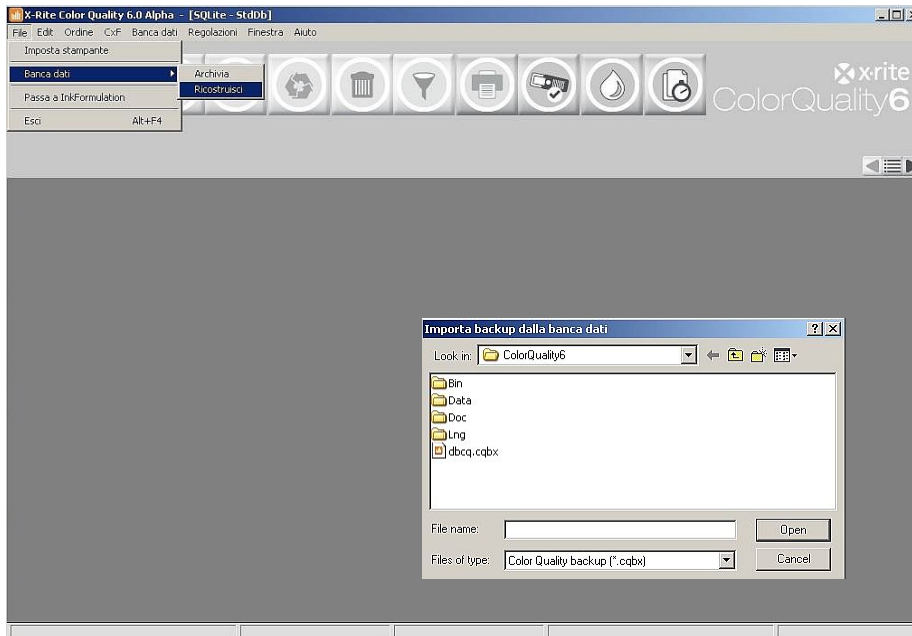 X-Rite Color Quality 6.0 Alpha - [SQLite - StdDb]
File Edit Ordine CxF Banca dati Regolazioni Finestra Aiuto
Imposta stampante
Banca dati
Archivia
Ricostruisci
Passa a InkFormulation
Esci Alt+F4
x·rite
ColorQuality6
Importa backup dalla banca dati
Look in: ColorQuality6
Bin
Data
Doc
Lng
dbcq.cqbx
File name:
Open
Files of type: Color Quality backup (*.cqbx)
Cancel